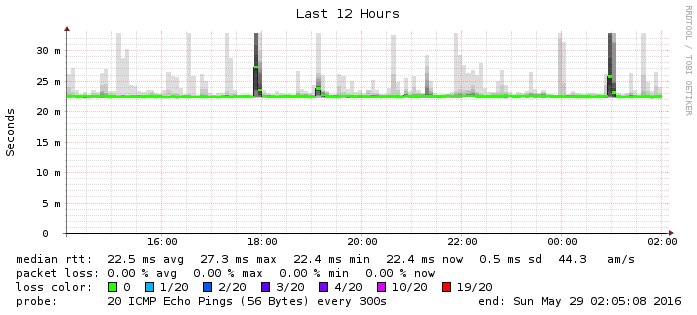 Last 12 Hours
RRDTOOL / TOBI OETIKER
Seconds
30 m
25 m
20 m
15 m
10 m
5 m
0
16:00 18:00 20:00 22:00 00:00 02:00
median rtt: 22.5 ms avg 27.3 ms max 22.4 ms min 22.4 ms now 0.5 ms sd 44.3 am/s
packet loss: 0.00 % avg 0.00 % max 0.00 % min 0.00 % now
loss color: 0 1/20 2/20 3/20 4/20 10/20 19/20
probe: 20 ICMP Echo Pings (56 Bytes) every 300s end: Sun May 29 02:05:08 2016